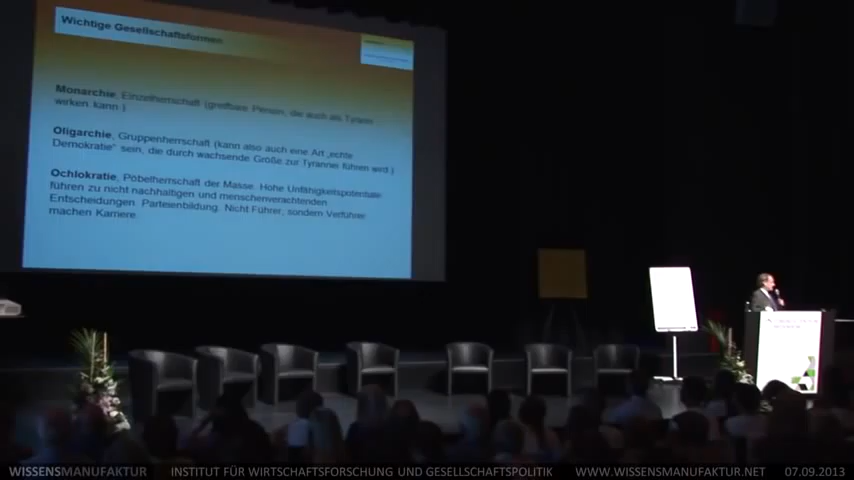 Wichtige Gesellschaftsformen
Monarchie, Einzelherrschaft (greifbare Person, die auch als Tyrann
wirken kann.)
Oligarchie, Gruppenherrschaft (kann also auch eine Art „echte
Demokratie“ sein, die durch wachsende Größe zur Tyrannei führen wird.)
Ochlokratie, Pöbelherrschaft der Masse. Hohe Unfähigkeitspotentiale
führen zu nicht nachhaltigen und menschenverachtenden
Entscheidungen. Parteienbildung. Nicht Führer, sondern Verführer
machen Karriere.
WISSENSMANUFAKTUR INSTITUT FÜR WIRTSCHAFTSFORSCHUNG UND GESELLSCHAFTSPOLITIK WWW.WISSENSMANUFAKTUR.NET 07.09.2013